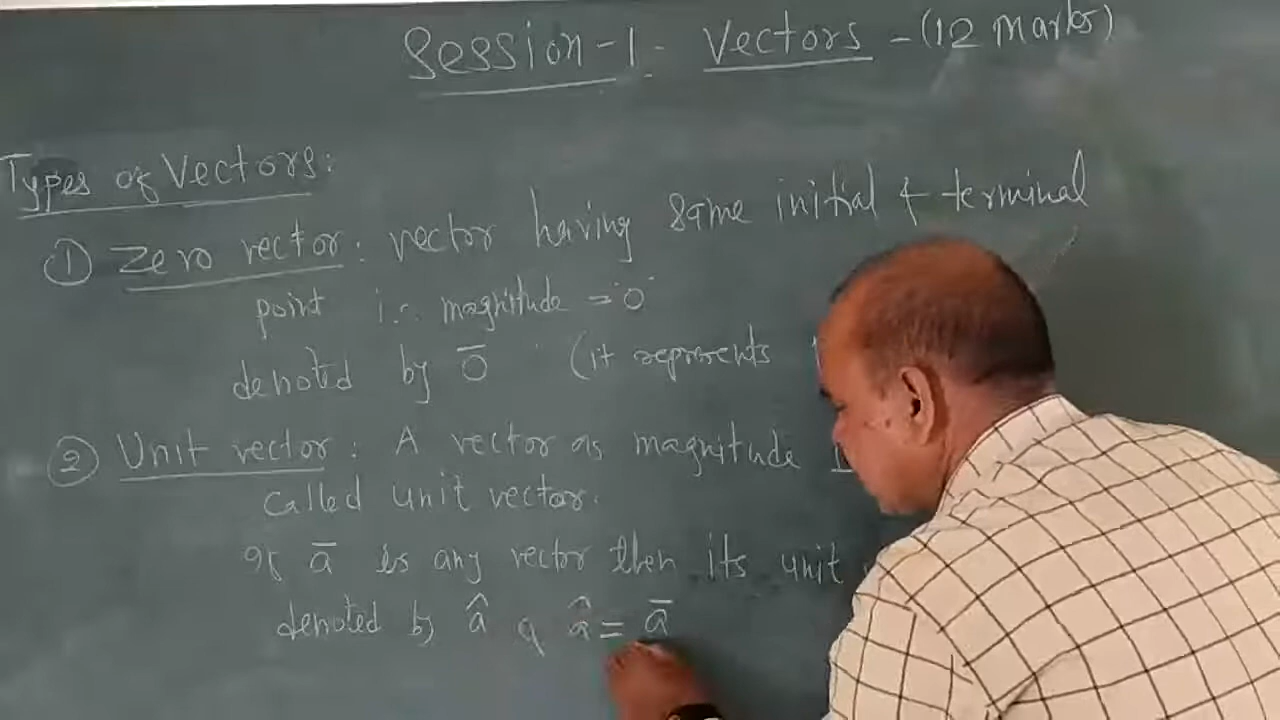 Session-1: Vectors - (12 marks)
Types of Vectors:
① Zero vector: vector having same initial & terminal
point i.e. magnitude = "0"
denoted by 0̅ (it represents
② Unit vector: A vector as magnitude 1
called unit vector.
If a̅ is any vector then its unit
denoted by â & â = a̅